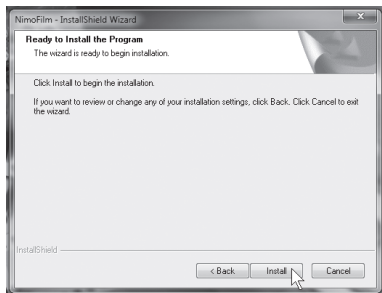 NimoFilm - InstallShield Wizard
Ready to Install the Program
The wizard is ready to begin installation.
Click Install to begin the installation.
If you want to review or change any of your installation settings, click Back. Click Cancel to exit
the wizard.
InstallShield
< Back Install Cancel